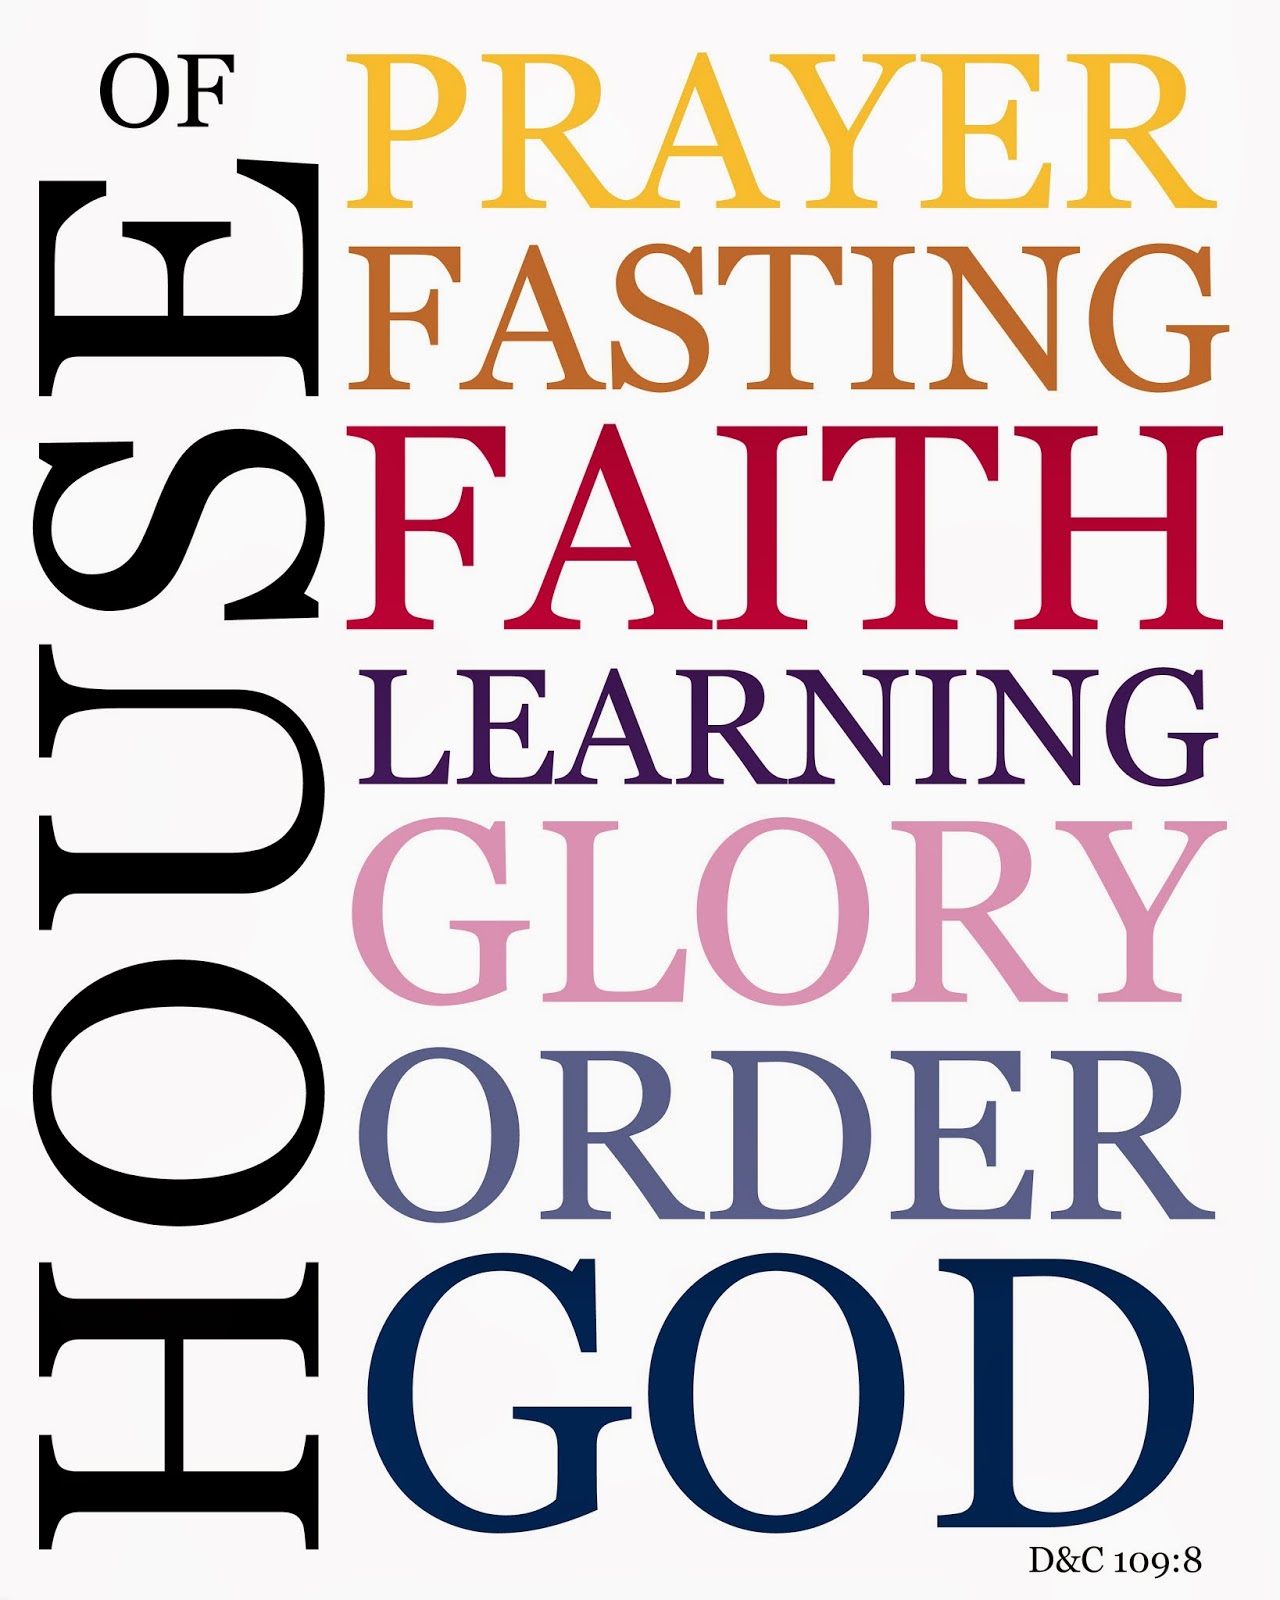 HOUSE
OF
PRAYER
FASTING
FAITH
LEARNING
GLORY
ORDER
GOD
D&C 109:8